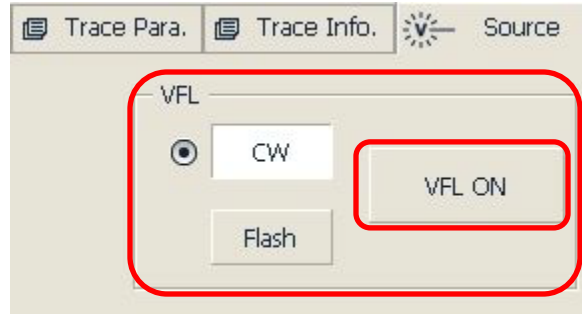 Trace Para. Trace Info. V Source
VFL
CW
VFL ON
Flash